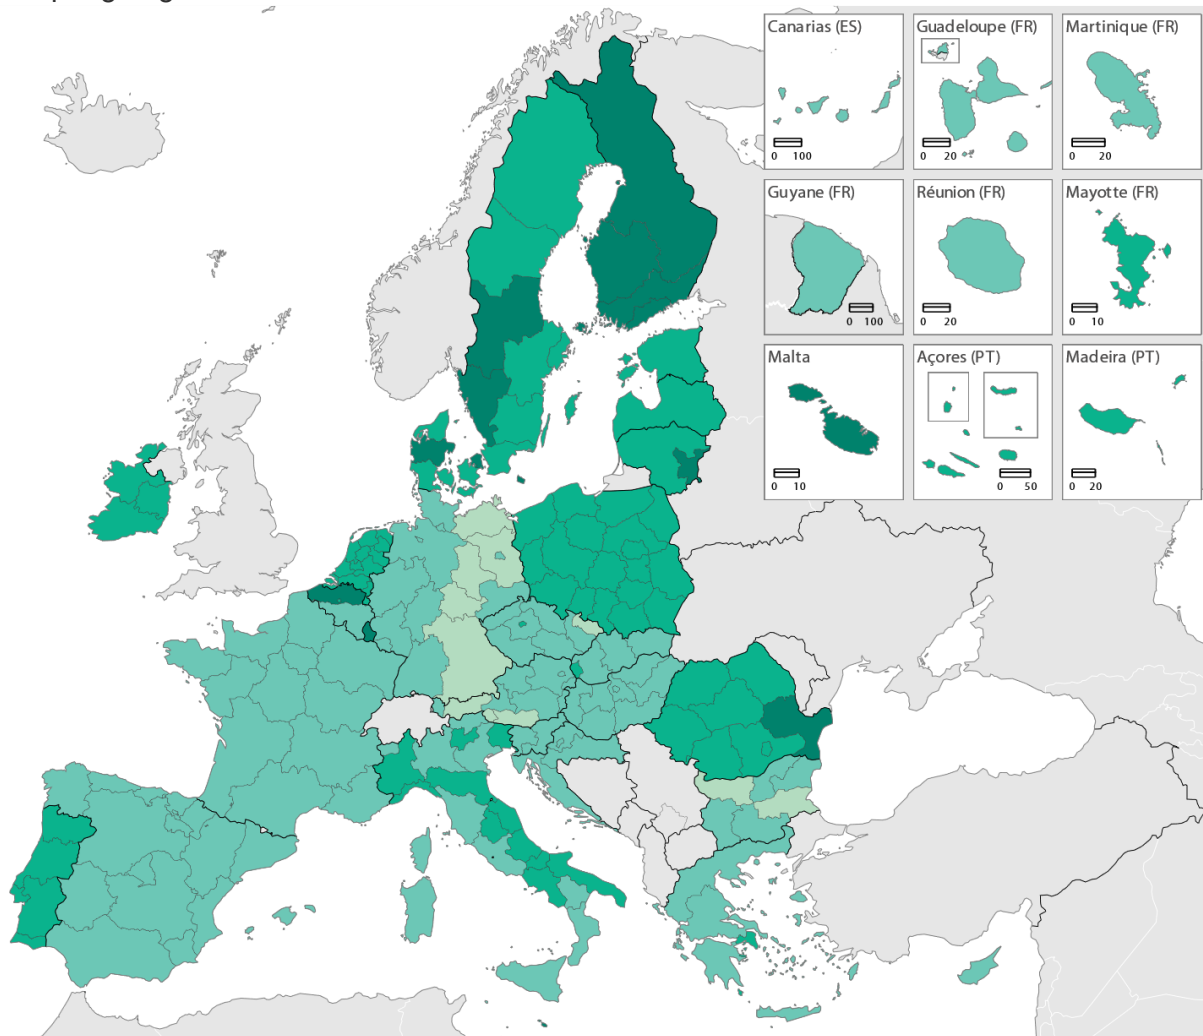 Canarias (ES)
0 100
Guadeloupe (FR)
0 20
Martinique (FR)
0 20
Guyane (FR)
0 100
Réunion (FR)
0 20
Mayotte (FR)
0 10
Malta
0 10
Açores (PT)
0 50
Madeira (PT)
0 20